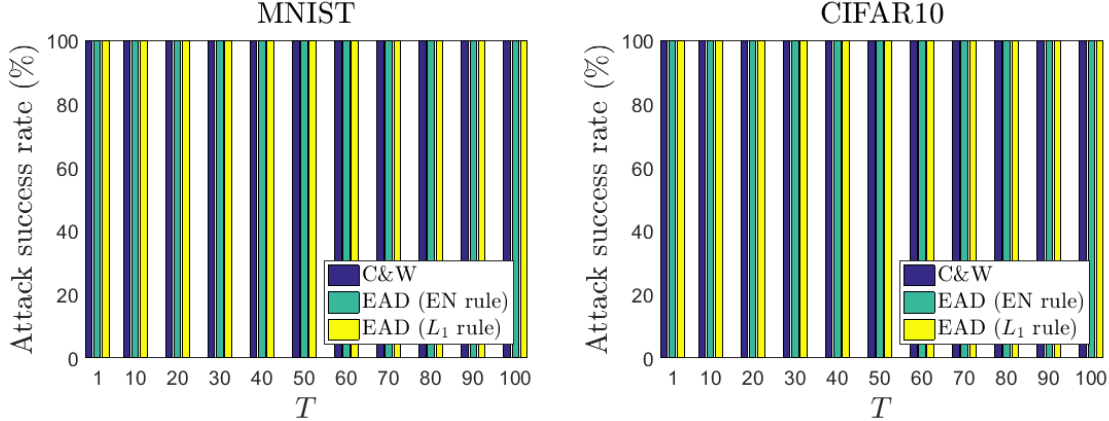 MNIST
Attack success rate (%)
100
80
60
40
20
0
C&W
EAD (EN rule)
EAD (L₁ rule)
1 10 20 30 40 50 60 70 80 90 100
T
CIFAR10
Attack success rate (%)
100
80
60
40
20
0
C&W
EAD (EN rule)
EAD (L₁ rule)
1 10 20 30 40 50 60 70 80 90 100
T